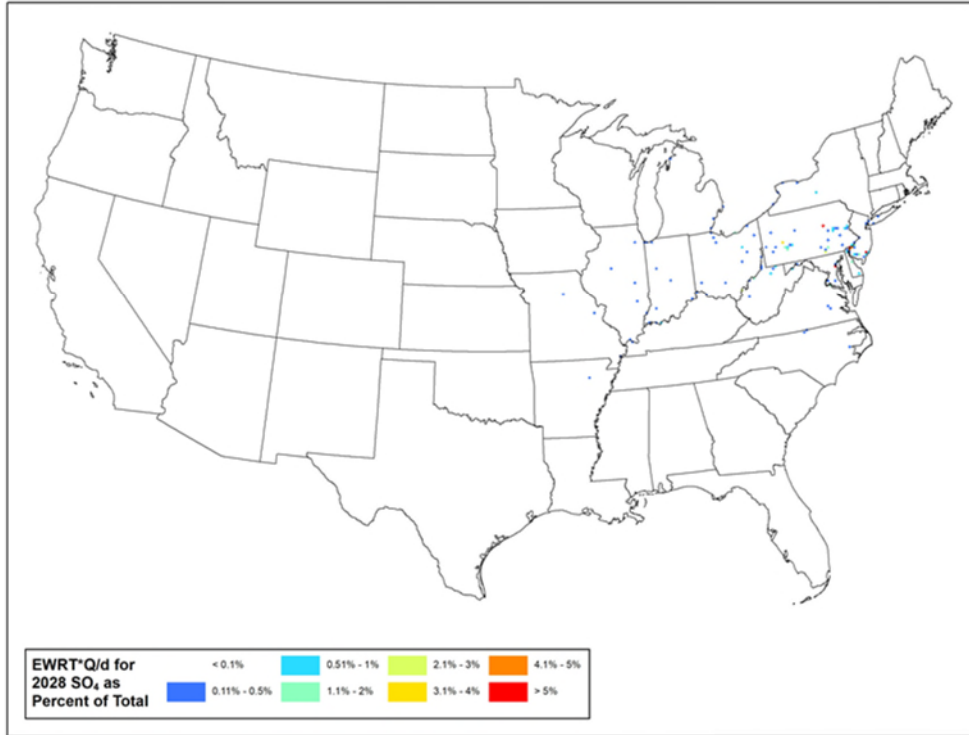 EWRT*Q/d for
2028 SO₄ as
Percent of Total
< 0.1%
0.51% - 1%
2.1% - 3%
4.1% - 5%
0.11% - 0.5%
1.1% - 2%
3.1% - 4%
> 5%